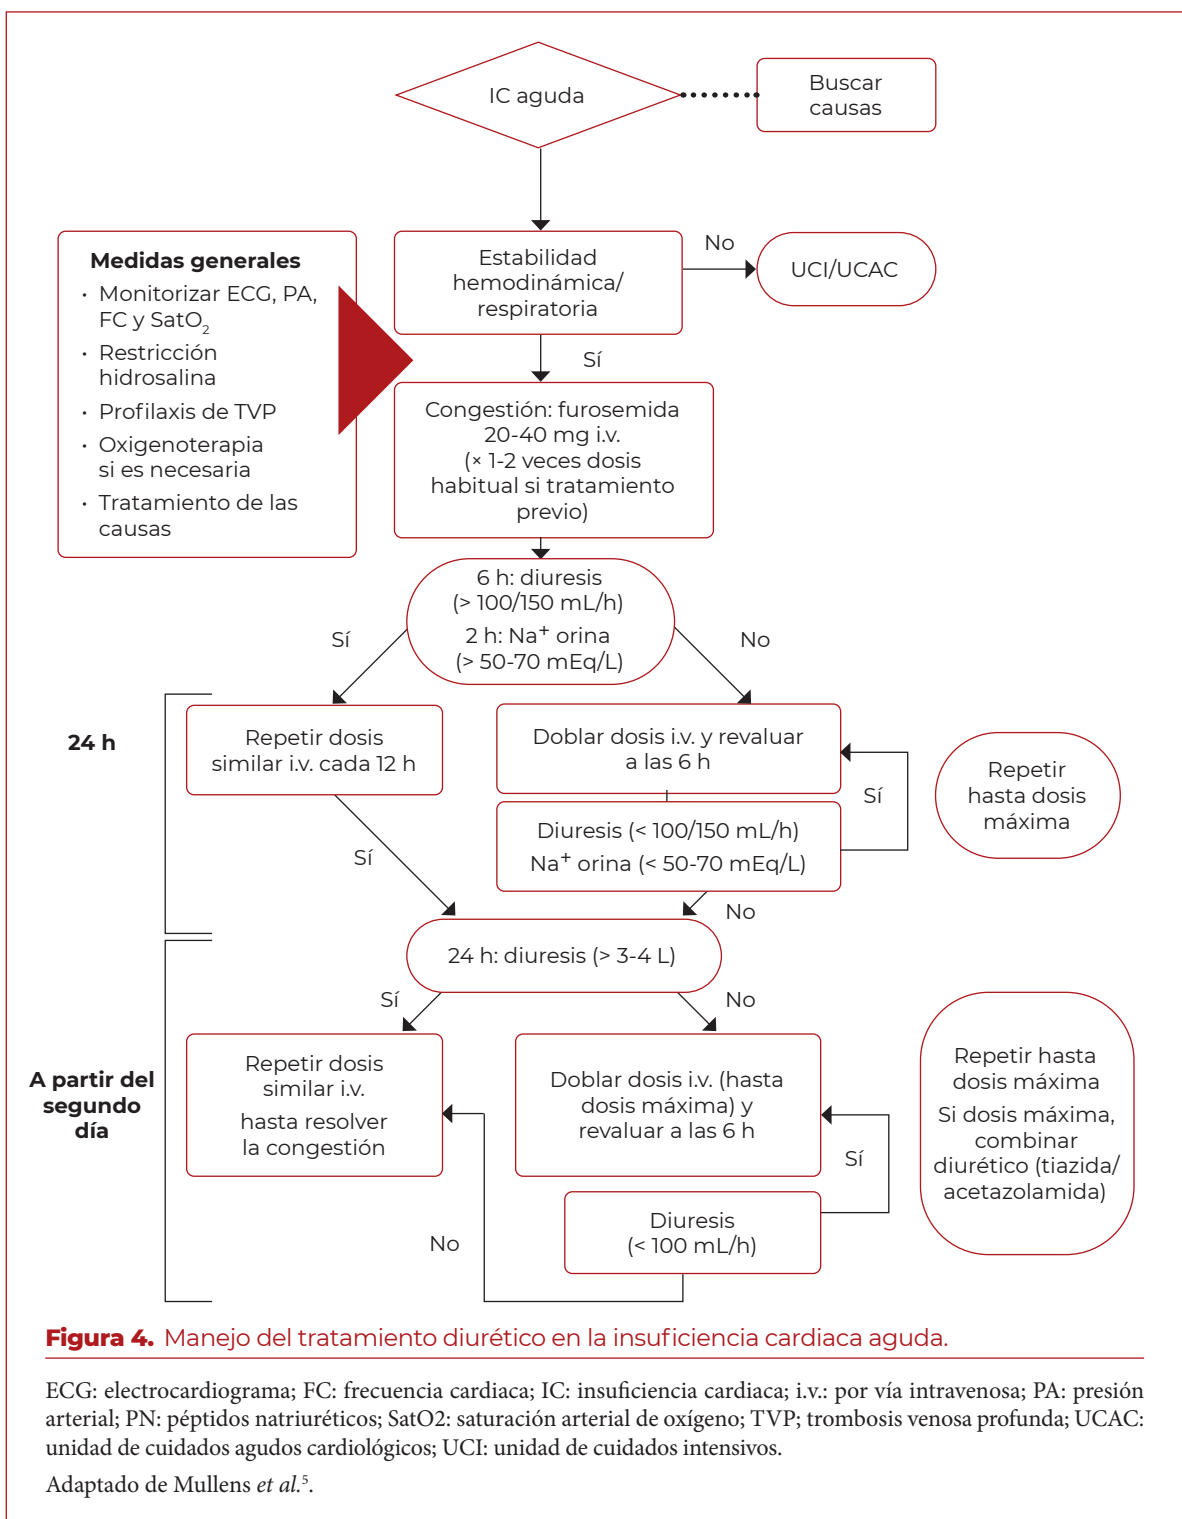 IC aguda
Buscar
causas
Medidas generales
· Monitorizar ECG, PA,
FC y SatO2
· Restricción
hidrosalina
· Profilaxis de TVP
· Oxigenoterapia
si es necesaria
· Tratamiento de las
causas
Estabilidad
hemodinámica/
respiratoria
No
UCI/UCAC
Sí
Congestión: furosemida
20-40 mg i.v.
(× 1-2 veces dosis
habitual si tratamiento
previo)
6 h: diuresis
(> 100/150 mL/h)
2 h: Na+ orina
(> 50-70 mEq/L)
Sí
No
24 h
Repetir dosis
similar i.v. cada 12 h
Doblar dosis i.v. y revaluar
a las 6 h
Sí
Repetir
hasta dosis
máxima
Diuresis (< 100/150 mL/h)
Na+ orina (< 50-70 mEq/L)
Sí
No
24 h: diuresis (> 3-4 L)
Sí
No
A partir del
segundo
día
Repetir dosis
similar i.v.
hasta resolver
la congestión
Doblar dosis i.v. (hasta
dosis máxima) y
revaluar a las 6 h
Sí
Repetir hasta
dosis máxima
Si dosis máxima,
combinar
diurético (tiazida/
acetazolamida)
No
Diuresis
(< 100 mL/h)
Figura 4. Manejo del tratamiento diurético en la insuficiencia cardiaca aguda.
ECG: electrocardiograma; FC: frecuencia cardiaca; IC: insuficiencia cardiaca; i.v.: por vía intravenosa; PA: presión
arterial; PN: péptidos natriuréticos; SatO2: saturación arterial de oxígeno; TVP; trombosis venosa profunda; UCAC:
unidad de cuidados agudos cardiológicos; UCI: unidad de cuidados intensivos.
Adaptado de Mullens et al.5.